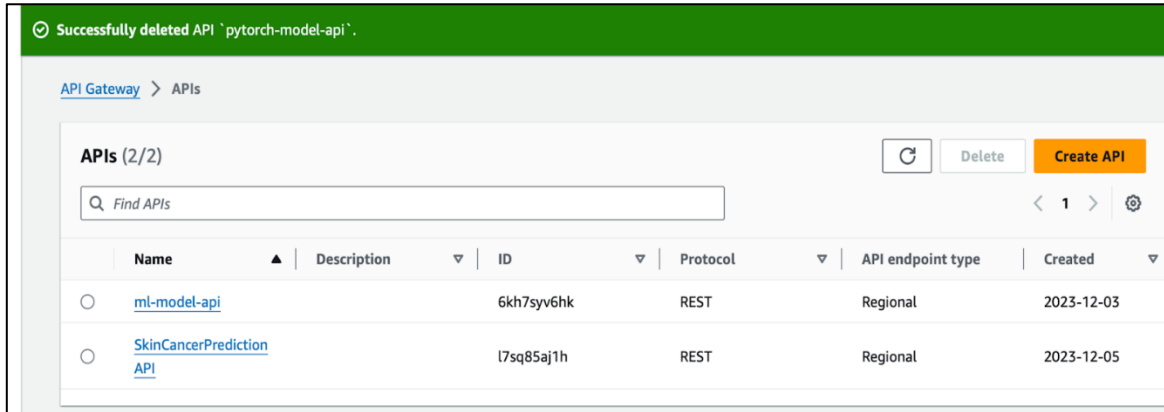 Successfully deleted API `pytorch-model-api`.
API Gateway > APIs
APIs (2/2)
Delete
Create API
Find APIs
1
Name Description ID Protocol API endpoint type Created
ml-model-api 6kh7syv6hk REST Regional 2023-12-03
SkinCancerPrediction
API l7sq85aj1h REST Regional 2023-12-05